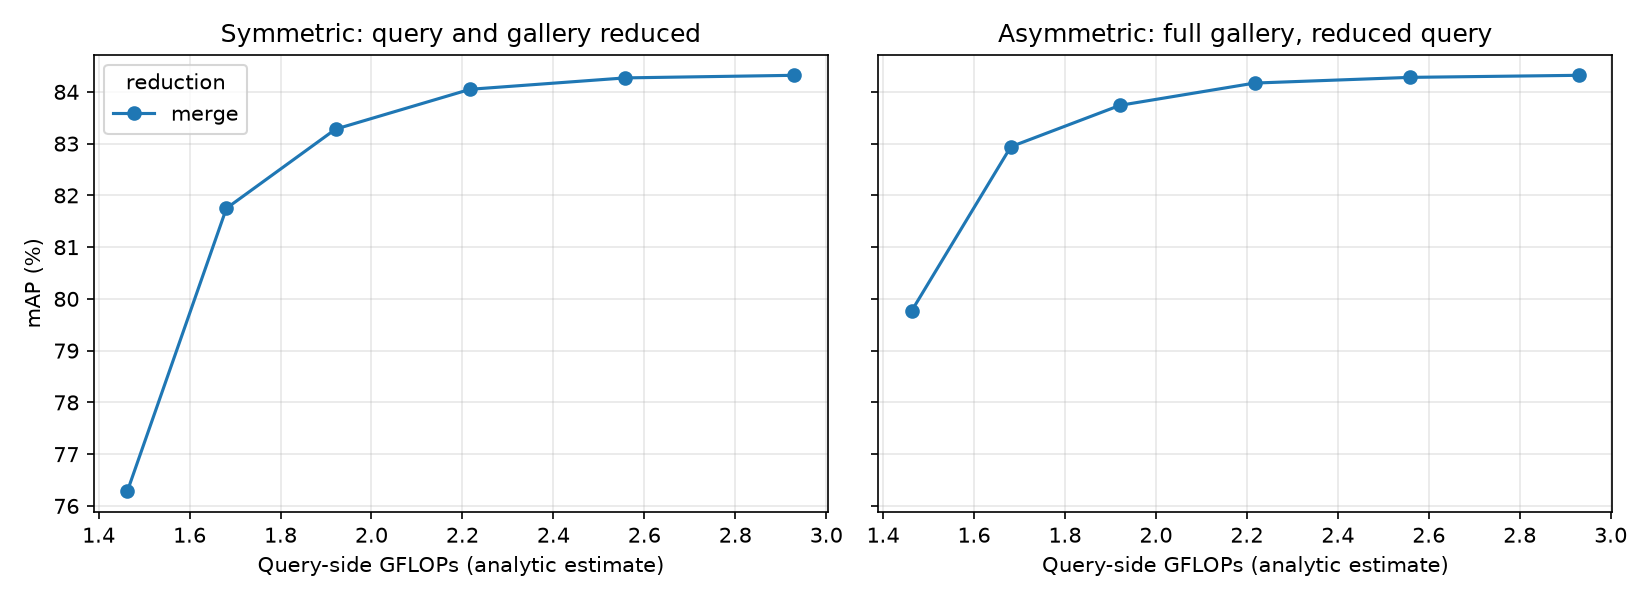 Symmetric: query and gallery reduced
reduction
merge
mAP (%)
84
83
82
81
80
79
78
77
76
1.4 1.6 1.8 2.0 2.2 2.4 2.6 2.8 3.0
Query-side GFLOPs (analytic estimate)
Asymmetric: full gallery, reduced query
1.4 1.6 1.8 2.0 2.2 2.4 2.6 2.8 3.0
Query-side GFLOPs (analytic estimate)